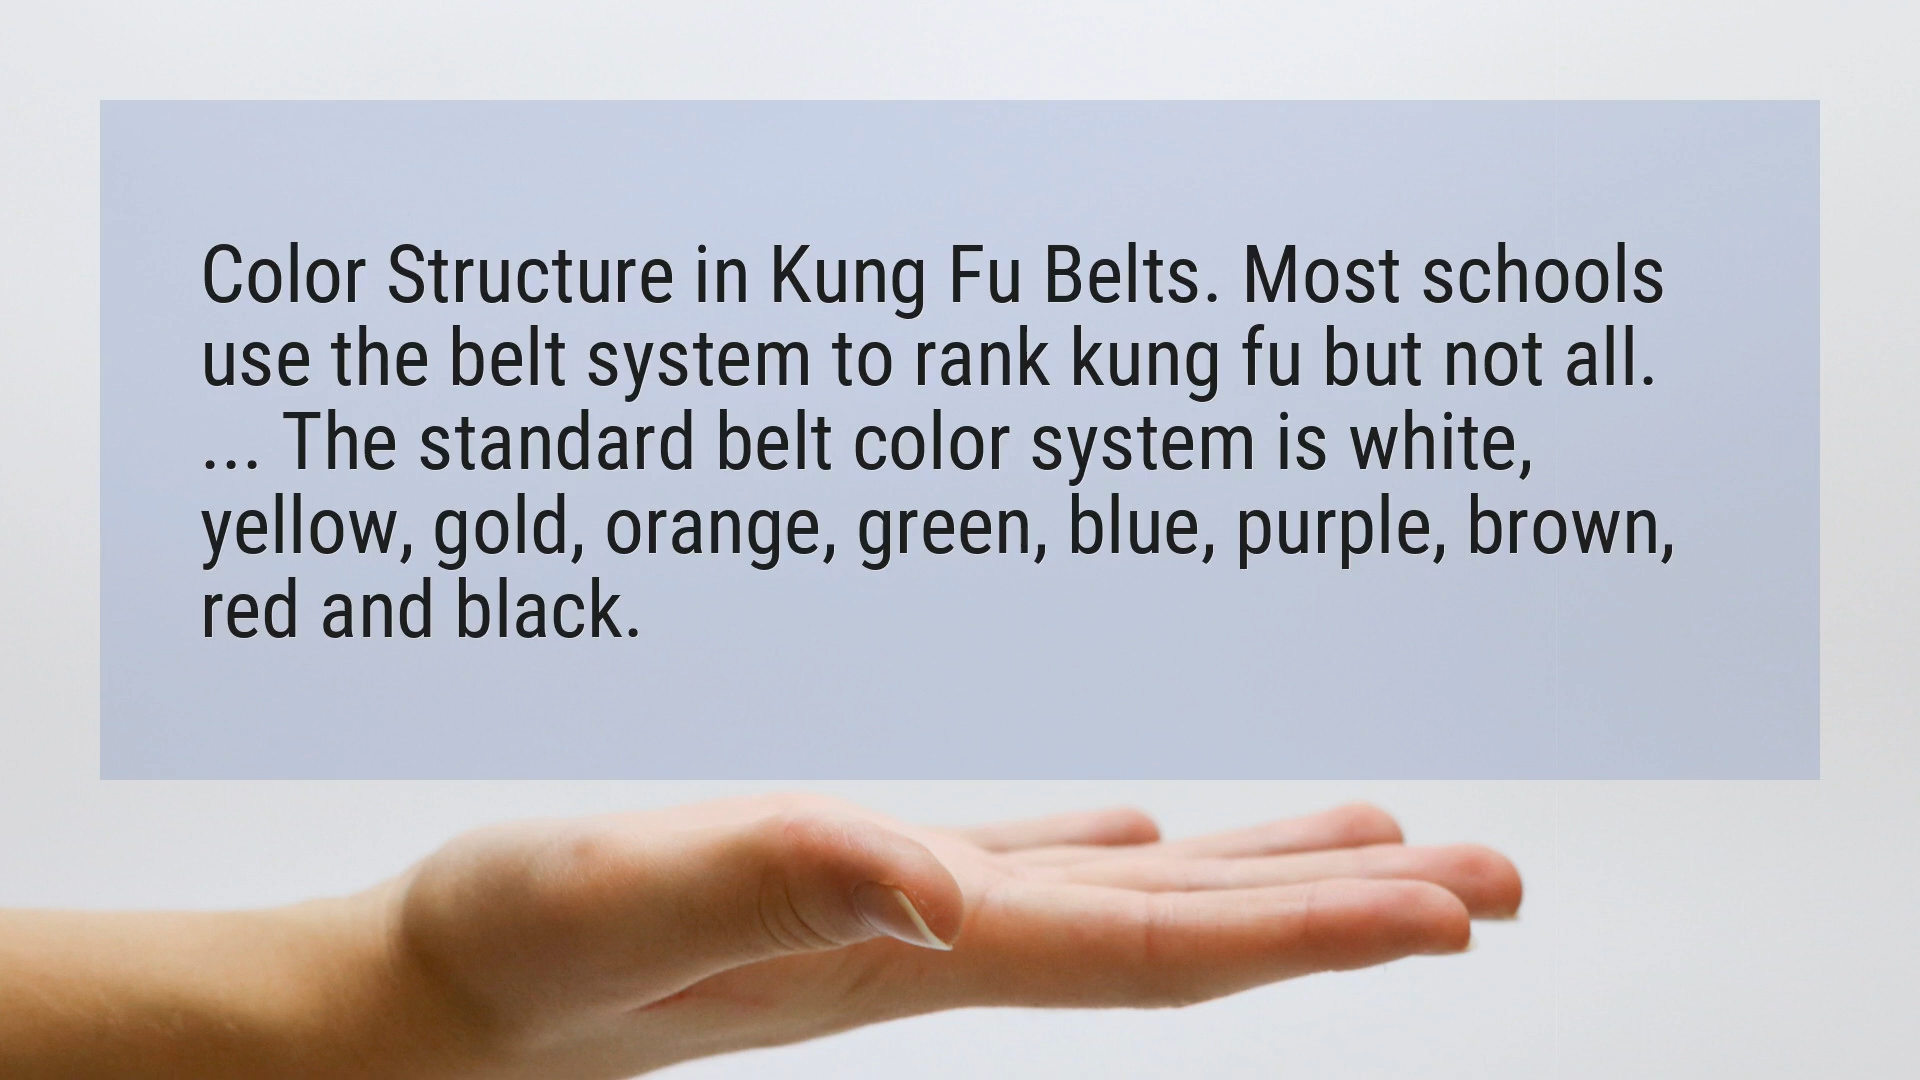 Color Structure in Kung Fu Belts. Most schools
use the belt system to rank kung fu but not all.
... The standard belt color system is white,
yellow, gold, orange, green, blue, purple, brown,
red and black.